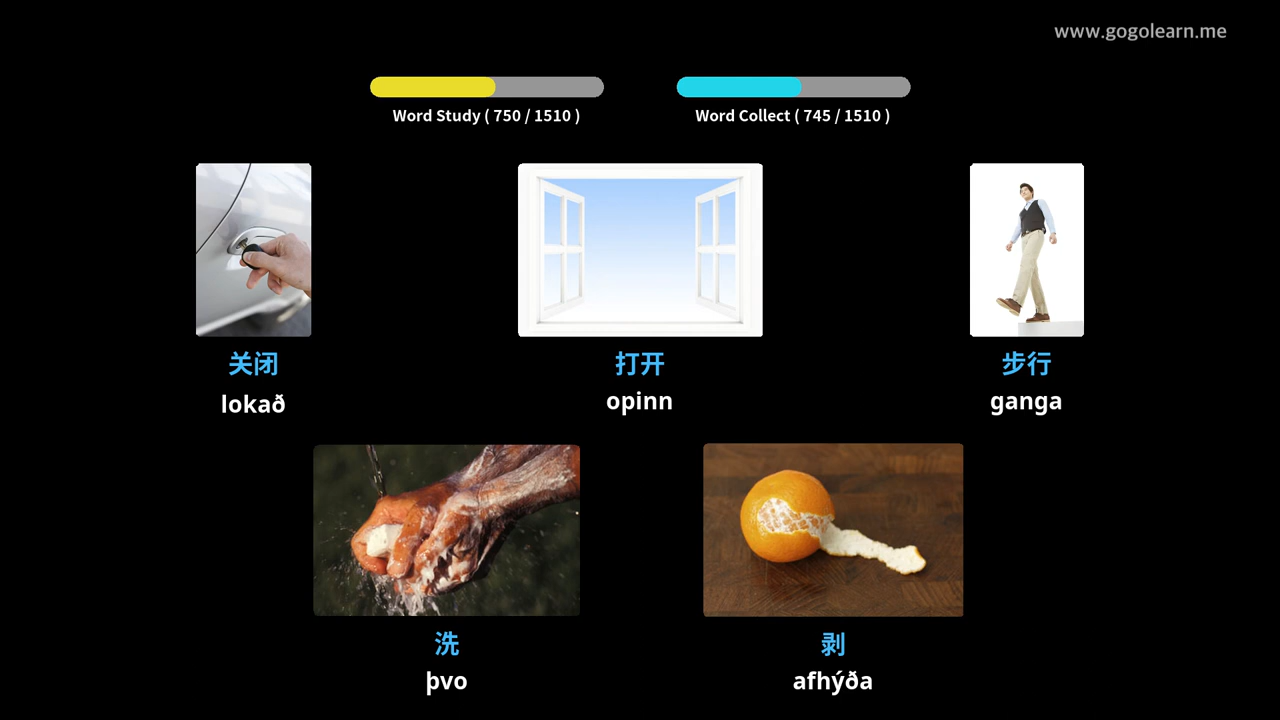 www.gogolearn.me
Word Study ( 750 / 1510 )
Word Collect ( 745 / 1510 )
关闭
lokað
打开
opinn
步行
ganga
洗
þvo
剥
afhýða